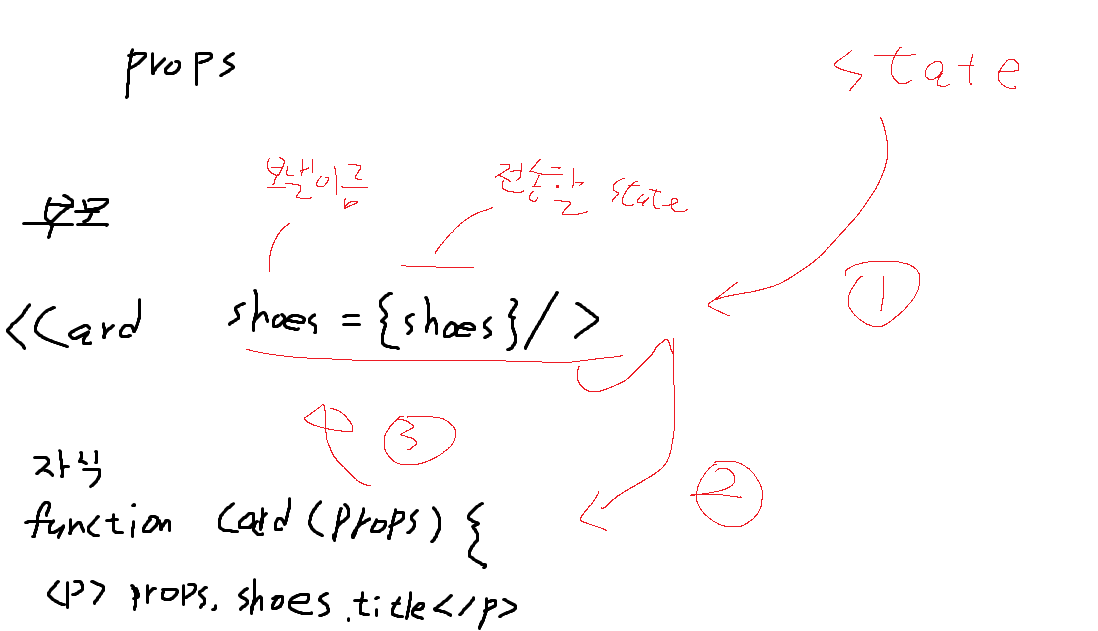 props
state
보낼이름
전송할 state
부모
①
<Card shoes = {shoes}/>
③
자식
②
function Card (props) {
<p> props.shoes.title</p>